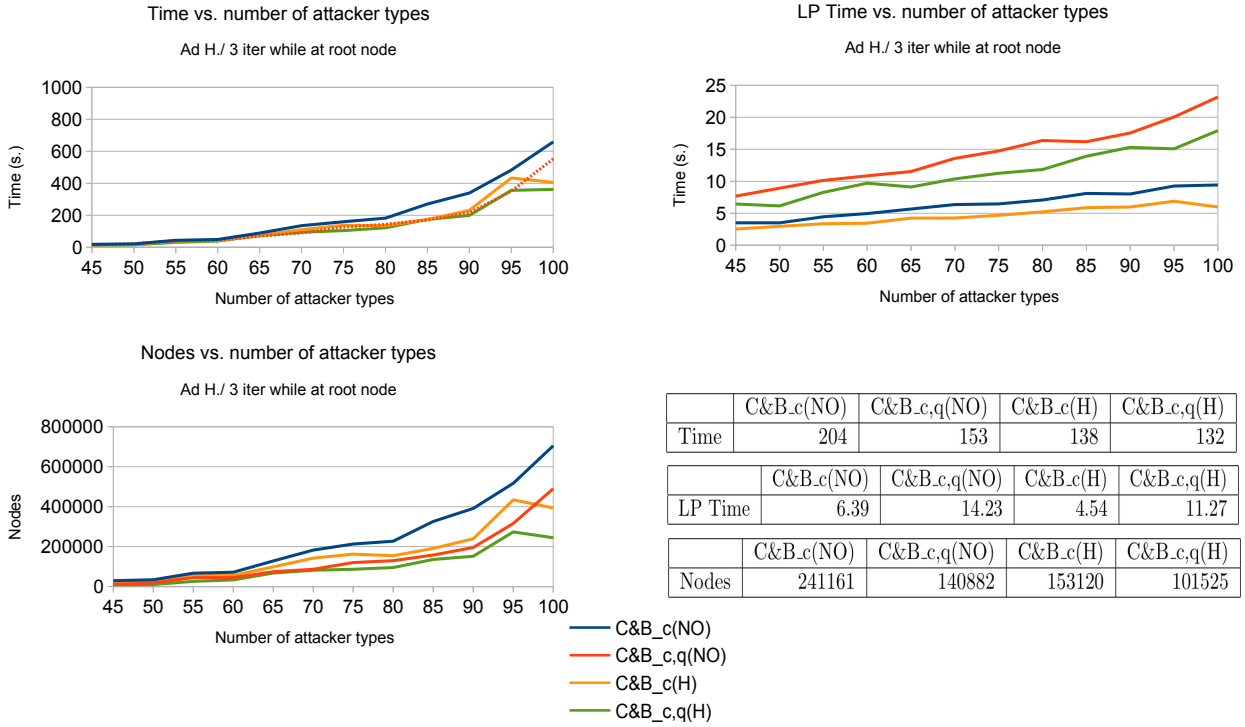 Time vs. number of attacker types
Ad H./ 3 iter while at root node
1000
800
600
400
200
0
45 50 55 60 65 70 75 80 85 90 95 100
Time (s.)
Number of attacker types
LP Time vs. number of attacker types
Ad H./ 3 iter while at root node
25
20
15
10
5
0
45 50 55 60 65 70 75 80 85 90 95 100
Time (s.)
Number of attacker types
Nodes vs. number of attacker types
Ad H./ 3 iter while at root node
800000
600000
400000
200000
0
45 50 55 60 65 70 75 80 85 90 95 100
Nodes
Number of attacker types
C&B_c(NO) C&B_c,q(NO) C&B_c(H) C&B_c,q(H)
Time 204 153 138 132
C&B_c(NO) C&B_c,q(NO) C&B_c(H) C&B_c,q(H)
LP Time 6.39 14.23 4.54 11.27
C&B_c(NO) C&B_c,q(NO) C&B_c(H) C&B_c,q(H)
Nodes 241161 140882 153120 101525
C&B_c(NO)
C&B_c,q(NO)
C&B_c(H)
C&B_c,q(H)